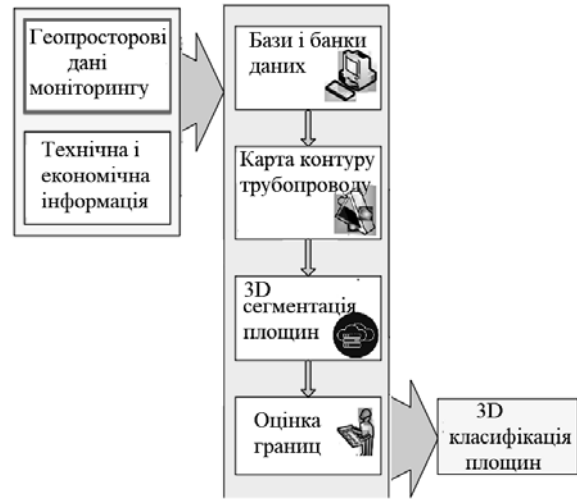 Геопросторові
дані
моніторингу
Технічна і
економічна
інформація
Бази і банки
даних
Карта контуру
трубопроводу
3D
сегментація
площин
Оцінка
границ
3D
класифікація
площин